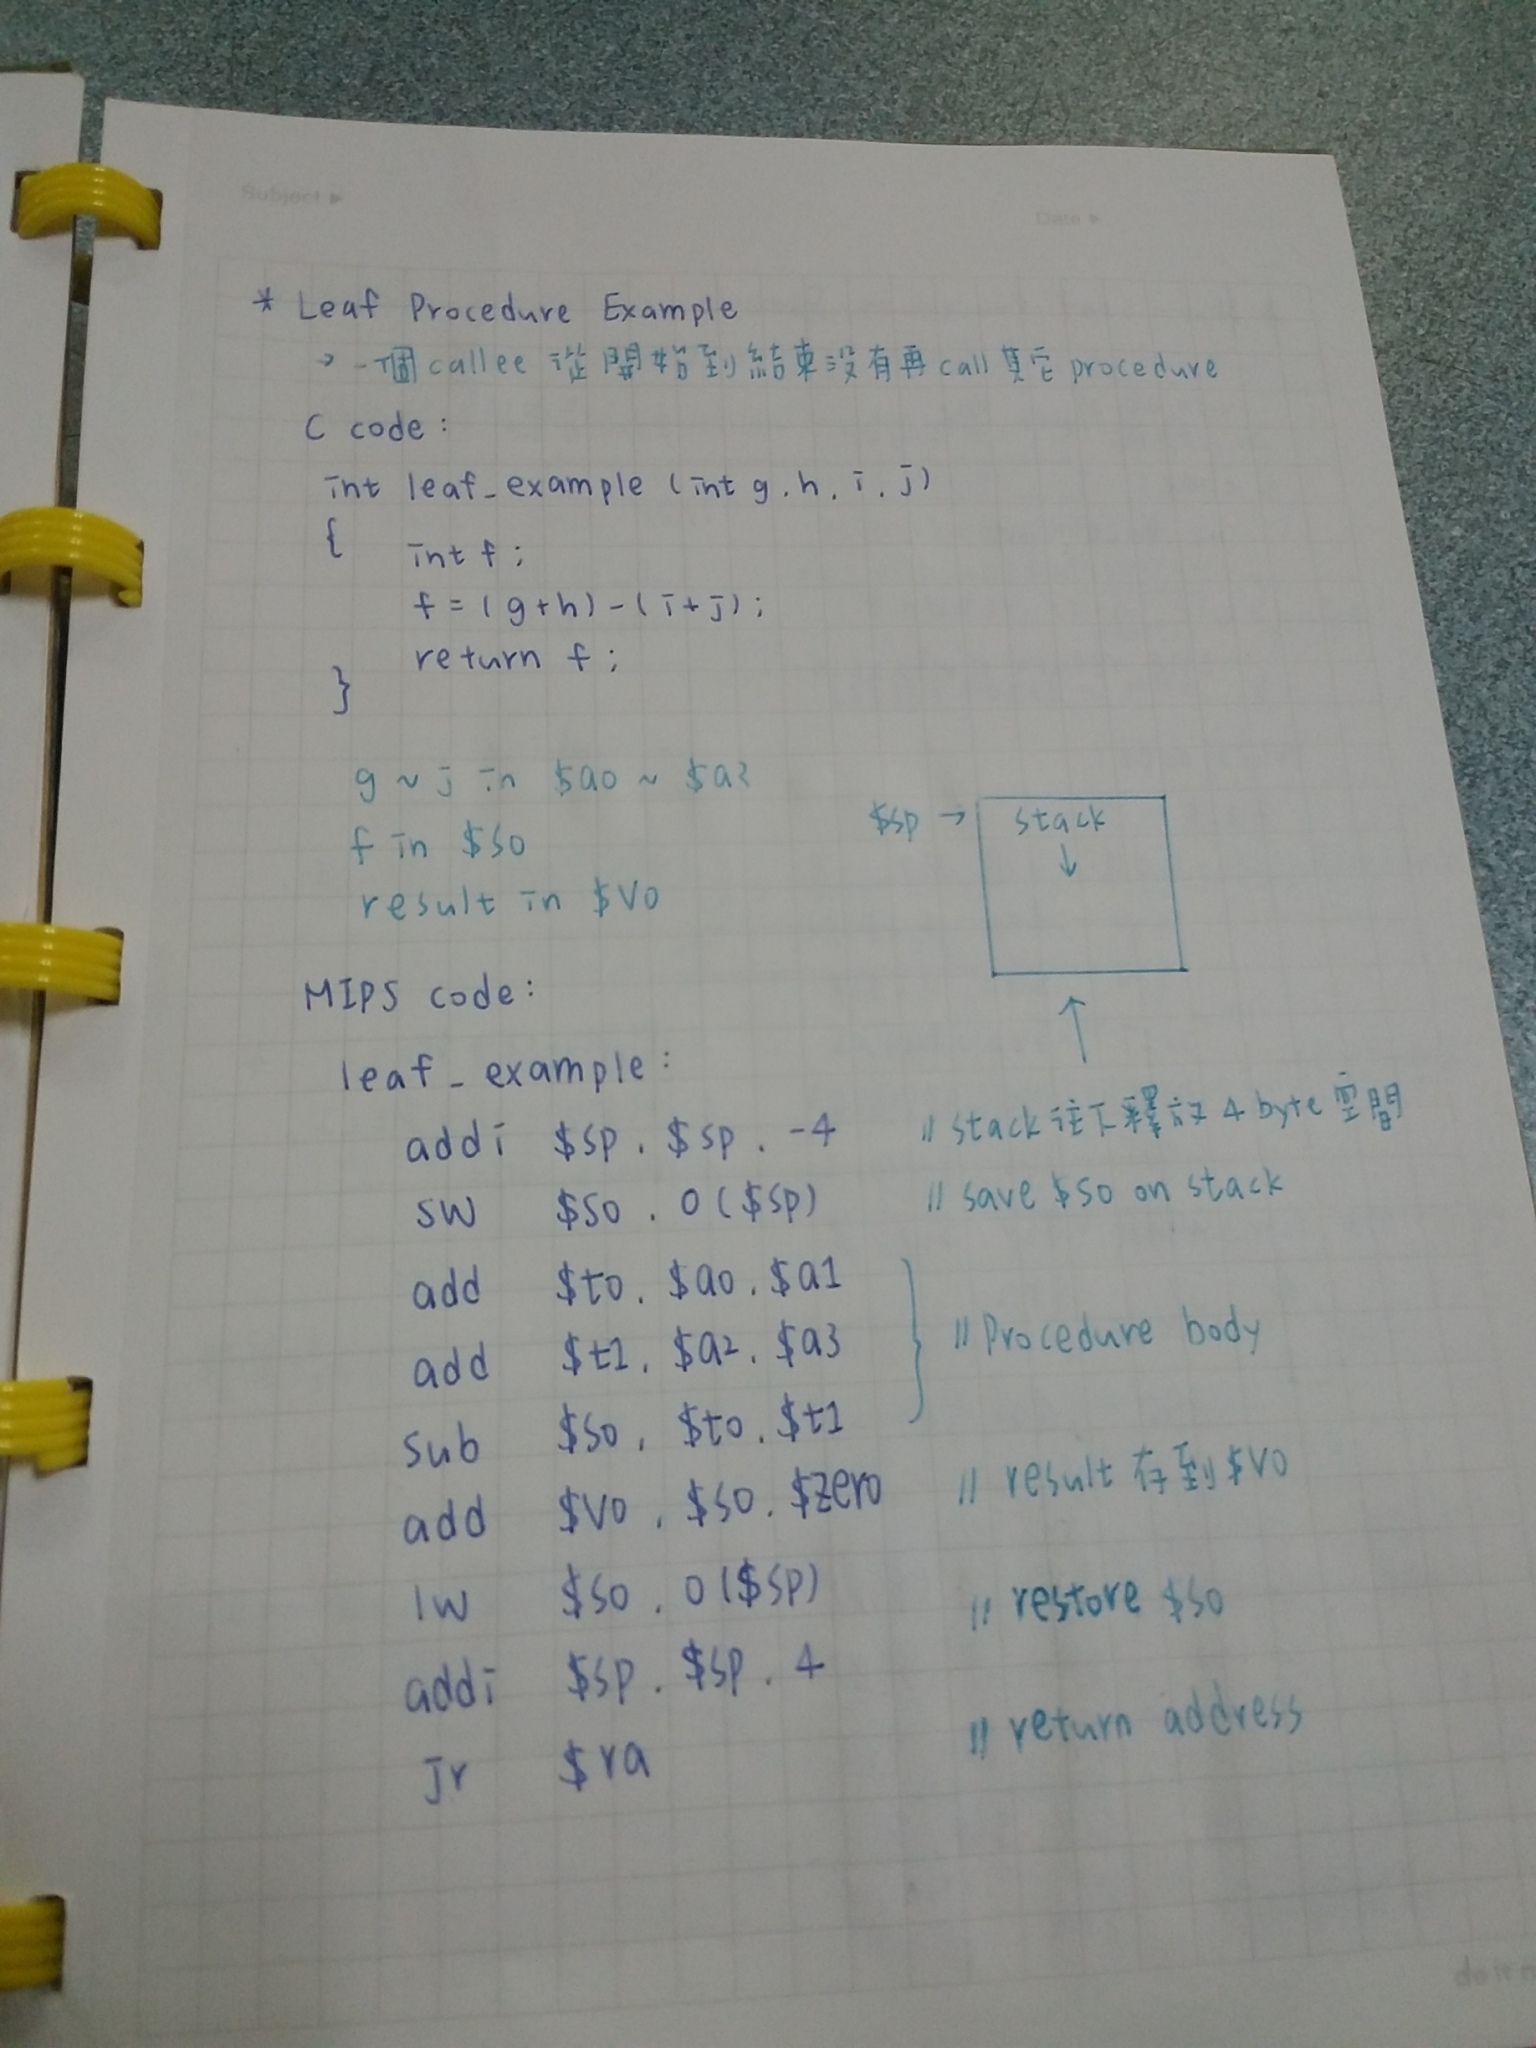 Subject ▶
Date ▶
* Leaf Procedure Example
→ 一個 callee 從開始到結束沒有再 call 其它 procedure
C code :
int leaf_example (int g, h, i, j)
{
int f ;
f = (g+h) - (i+j) ;
return f ;
}
g ~ j in $a0 ~ $a3
f in $s0
result in $v0
$sp → stack
↓
↑
MIPS code :
leaf_example :
addi $sp, $sp, -4 // stack 往下釋放 4 byte 空間
sw $s0, 0($sp) // save $s0 on stack
add $t0, $a0, $a1
add $t1, $a2, $a3 // Procedure body
sub $s0, $t0, $t1
add $v0, $s0, $zero // result 存到 $v0
lw $s0, 0($sp) // restore $s0
addi $sp, $sp, 4
jr $ra // return address
do it